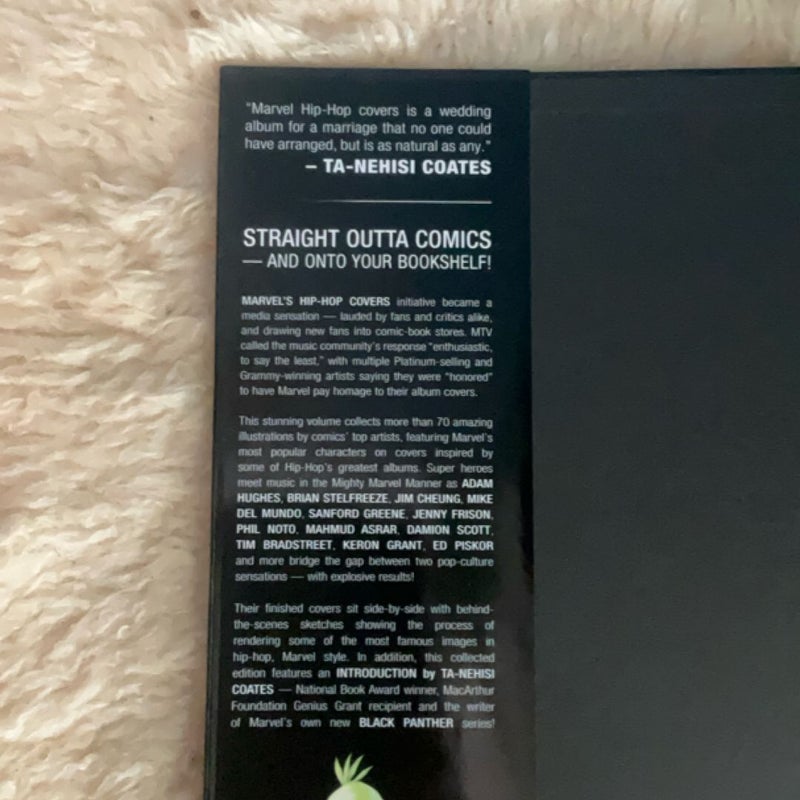 "Marvel Hip-Hop covers is a wedding
album for a marriage that no one could
have arranged, but is as natural as any."
– TA-NEHISI COATES
STRAIGHT OUTTA COMICS
— AND ONTO YOUR BOOKSHELF!
MARVEL'S HIP-HOP COVERS initiative became a
media sensation — lauded by fans and critics alike,
and drawing new fans into comic-book stores. MTV
called the music community's response "enthusiastic,
to say the least," with multiple Platinum-selling and
Grammy-winning artists saying they were "honored"
to have Marvel pay homage to their album covers.
This stunning volume collects more than 70 amazing
illustrations by comics' top artists, featuring Marvel's
most popular characters on covers inspired by
some of Hip-Hop's greatest albums. Super heroes
meet music in the Mighty Marvel Manner as ADAM
HUGHES, BRIAN STELFREEZE, JIM CHEUNG, MIKE
DEL MUNDO, SANFORD GREENE, JENNY FRISON,
PHIL NOTO, MAHMUD ASRAR, DAMION SCOTT,
TIM BRADSTREET, KERON GRANT, ED PISKOR
and more bridge the gap between two pop-culture
sensations — with explosive results!
Their finished covers sit side-by-side with behind-
the-scenes sketches showing the process of
rendering some of the most famous images in
hip-hop, Marvel style. In addition, this collected
edition features an INTRODUCTION by TA-NEHISI
COATES — National Book Award winner, MacArthur
Foundation Genius Grant recipient and the writer
of Marvel's own new BLACK PANTHER series!